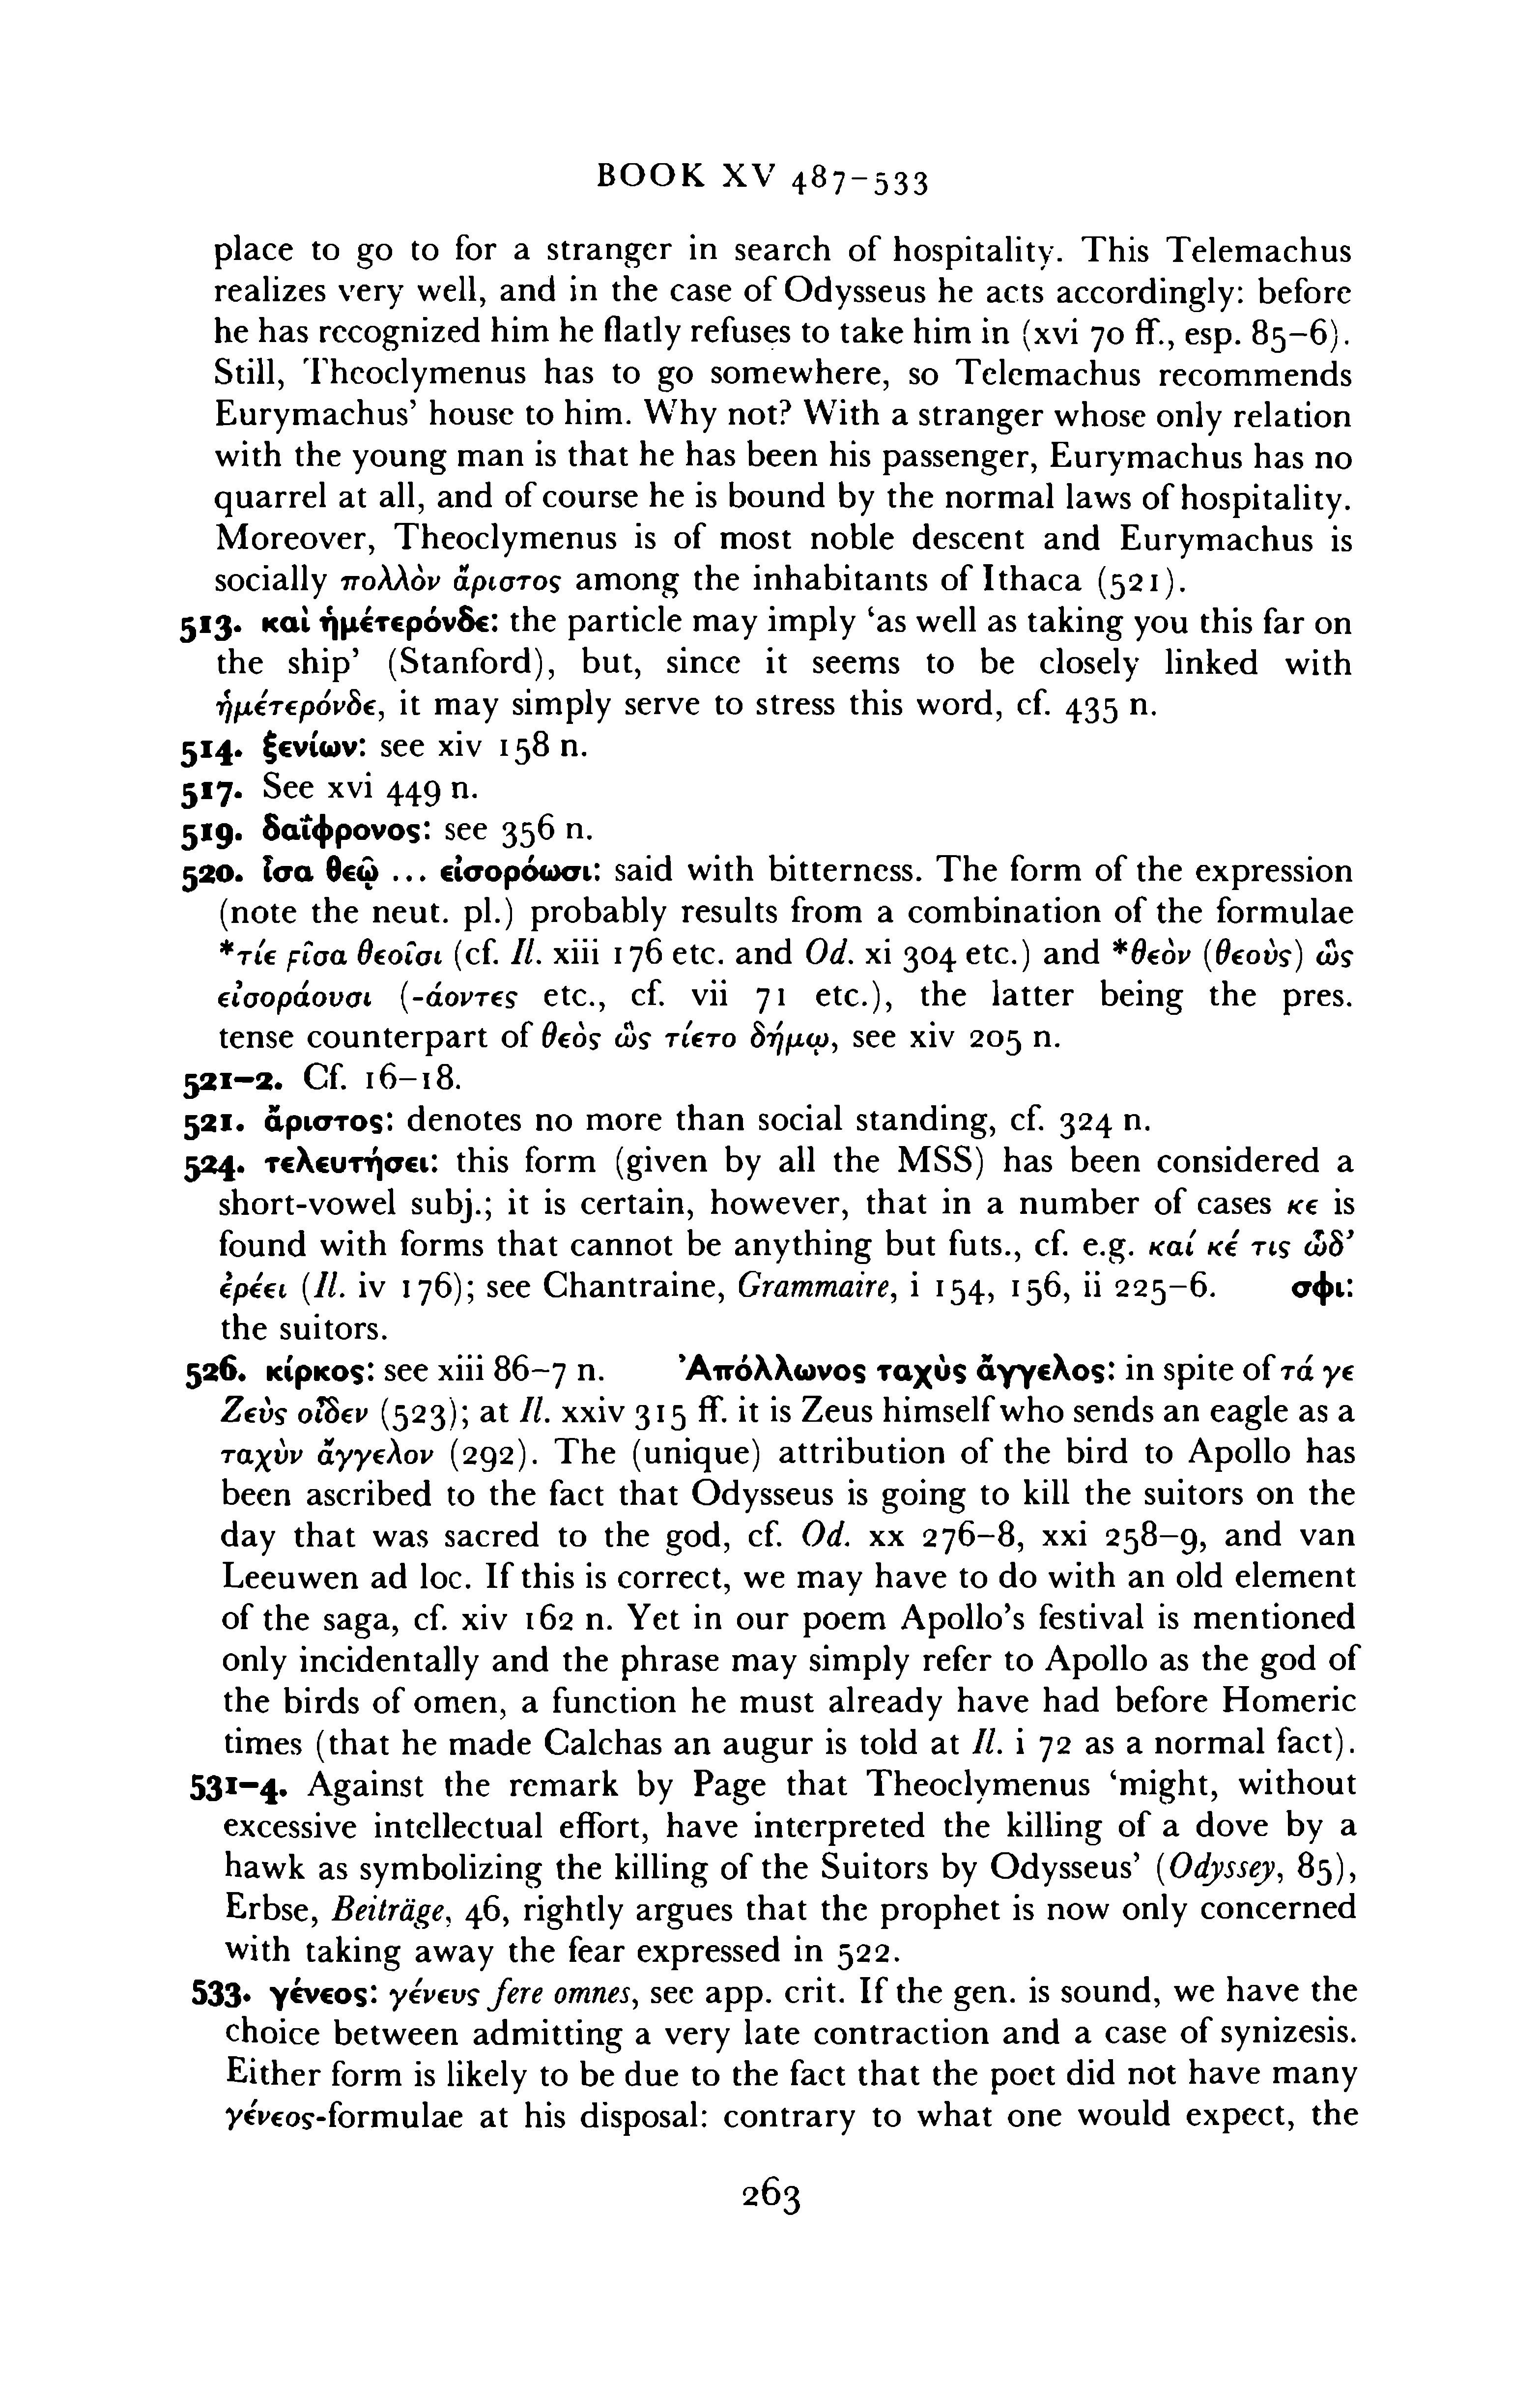 BOOK XV 487–533
place to go to for a stranger in search of hospitality. This Telemachus
realizes very well, and in the case of Odysseus he acts accordingly: before
he has recognized him he flatly refuses to take him in (xvi 70 ff., esp. 85–6).
Still, Theoclymenus has to go somewhere, so Telemachus recommends
Eurymachus’ house to him. Why not? With a stranger whose only relation
with the young man is that he has been his passenger, Eurymachus has no
quarrel at all, and of course he is bound by the normal laws of hospitality.
Moreover, Theoclymenus is of most noble descent and Eurymachus is
socially πολλὸν ἄριστος among the inhabitants of Ithaca (521).
513. καὶ ἡμέτερόνδε: the particle may imply ‘as well as taking you this far on
the ship’ (Stanford), but, since it seems to be closely linked with
ἡμέτερόνδε, it may simply serve to stress this word, cf. 435 n.
514. ξενίων: see xiv 158 n.
517. See xvi 449 n.
519. δαΐφρονος: see 356 n.
520. ἶσα θεῷ ... εἰσορόωσι: said with bitterness. The form of the expression
(note the neut. pl.) probably results from a combination of the formulae
*τίε ϝῖσα θεοῖσι (cf. Il. xiii 176 etc. and Od. xi 304 etc.) and *θεὸν (θεοὺς) ὣς
εἰσοράουσι (-άοντες etc., cf. vii 71 etc.), the latter being the pres.
tense counterpart of θεὸς ὣς τίετο δήμῳ, see xiv 205 n.
521–2. Cf. 16–18.
521. ἄριστος: denotes no more than social standing, cf. 324 n.
524. τελευτήσει: this form (given by all the MSS) has been considered a
short-vowel subj.; it is certain, however, that in a number of cases κε is
found with forms that cannot be anything but futs., cf. e.g. καί κέ τις ὧδ’
ἐρέει (Il. iv 176); see Chantraine, Grammaire, i 154, 156, ii 225–6. σφι:
the suitors.
526. κίρκος: see xiii 86–7 n. Ἀπόλλωνος ταχὺς ἄγγελος: in spite of τά γε
Ζεὺς οἶδεν (523); at Il. xxiv 315 ff. it is Zeus himself who sends an eagle as a
ταχὺν ἄγγελον (292). The (unique) attribution of the bird to Apollo has
been ascribed to the fact that Odysseus is going to kill the suitors on the
day that was sacred to the god, cf. Od. xx 276–8, xxi 258–9, and van
Leeuwen ad loc. If this is correct, we may have to do with an old element
of the saga, cf. xiv 162 n. Yet in our poem Apollo’s festival is mentioned
only incidentally and the phrase may simply refer to Apollo as the god of
the birds of omen, a function he must already have had before Homeric
times (that he made Calchas an augur is told at Il. i 72 as a normal fact).
531–4. Against the remark by Page that Theoclymenus ‘might, without
excessive intellectual effort, have interpreted the killing of a dove by a
hawk as symbolizing the killing of the Suitors by Odysseus’ (Odyssey, 85),
Erbse, Beiträge, 46, rightly argues that the prophet is now only concerned
with taking away the fear expressed in 522.
533. γένεος: γένευς fere omnes, see app. crit. If the gen. is sound, we have the
choice between admitting a very late contraction and a case of synizesis.
Either form is likely to be due to the fact that the poet did not have many
γένεος-formulae at his disposal: contrary to what one would expect, the
263